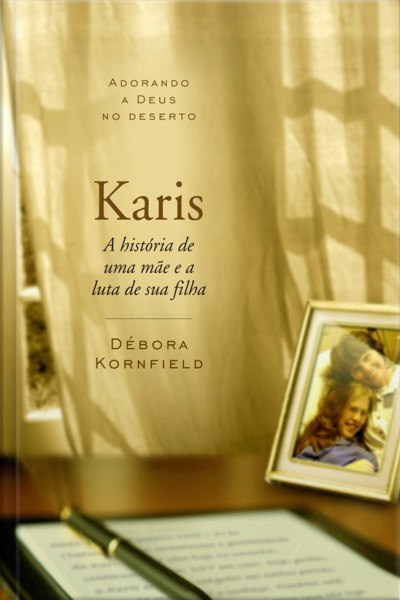 ADORANDO
A DEUS
NO DESERTO
Karis
A história de
uma mãe e a
luta de sua filha
DÉBORA
KORNFIELD